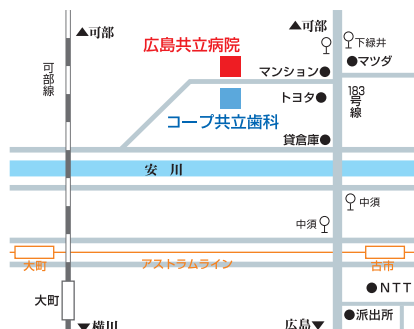 ▲可部
▲可部
広島共立病院
下緑井
マツダ
可部線
マンション
トヨタ
183号線
コープ共立歯科
貸倉庫
安 川
中須
中須
アストラムライン
大町
古市
NTT
大町
派出所
▼横川
広島▼